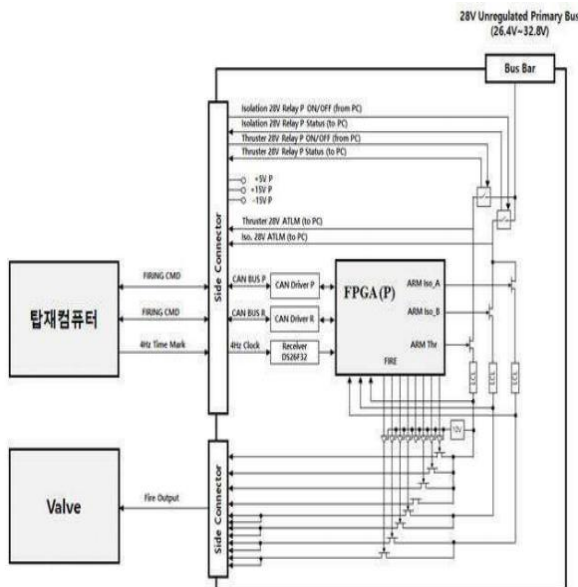 28V Unregulated Primary Bus
(26.4V~32.8V)
Bus Bar
Isolation 28V Relay P ON/OFF (from PC)
Isolation 28V Relay P Status (to PC)
Thruster 28V Relay P ON/OFF (from PC)
Thruster 28V Relay P Status (to PC)
+5V P
+15V P
-15V P
Thruster 28V ATLM (to PC)
Iso. 28V ATLM (to PC)
Side Connector
탑재컴퓨터
FIRING CMD
FIRING CMD
4Hz Time Mark
CAN BUS P
CAN Driver P
CAN BUS R
CAN Driver R
4Hz Clock
Receiver
DS26F32
FPGA(P)
ARM Iso_A
ARM Iso_B
ARM Thr
FIRE
LCL
LCL
LCL
12V
Valve
Fire Output
Side Connector